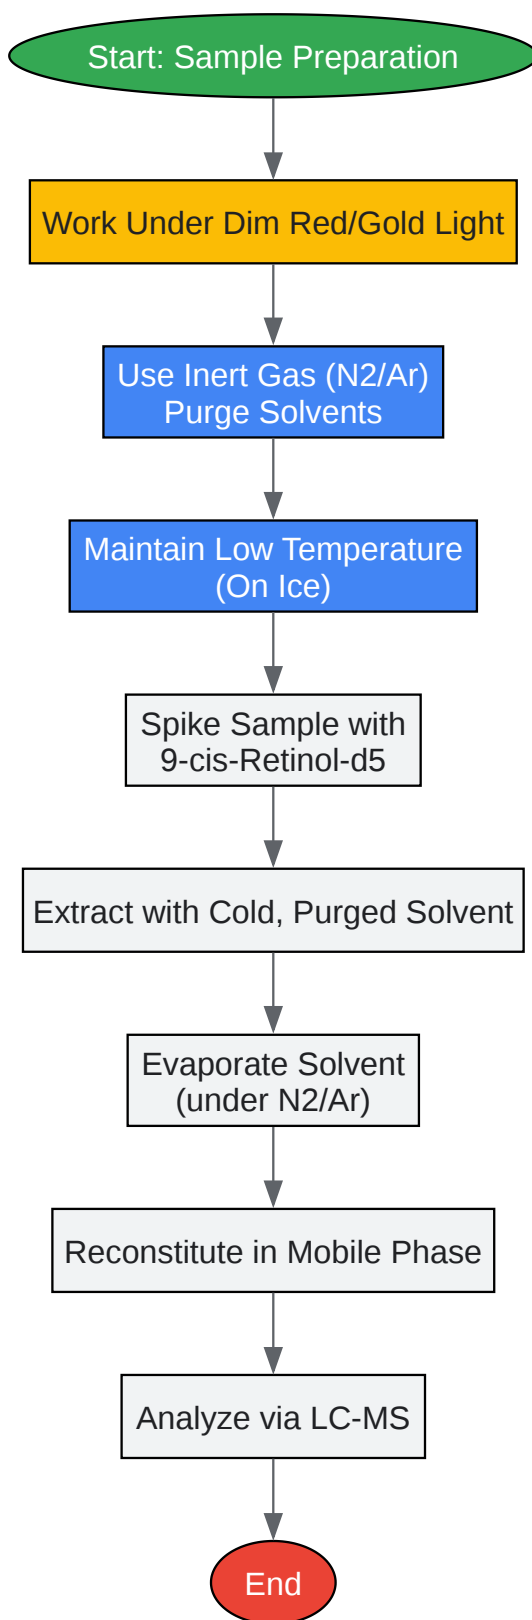 Start: Sample Preparation
Work Under Dim Red/Gold Light
Use Inert Gas (N2/Ar)
Purge Solvents
Maintain Low Temperature
(On Ice)
Spike Sample with
9-cis-Retinol-d5
Extract with Cold, Purged Solvent
Evaporate Solvent
(under N2/Ar)
Reconstitute in Mobile Phase
Analyze via LC-MS
End